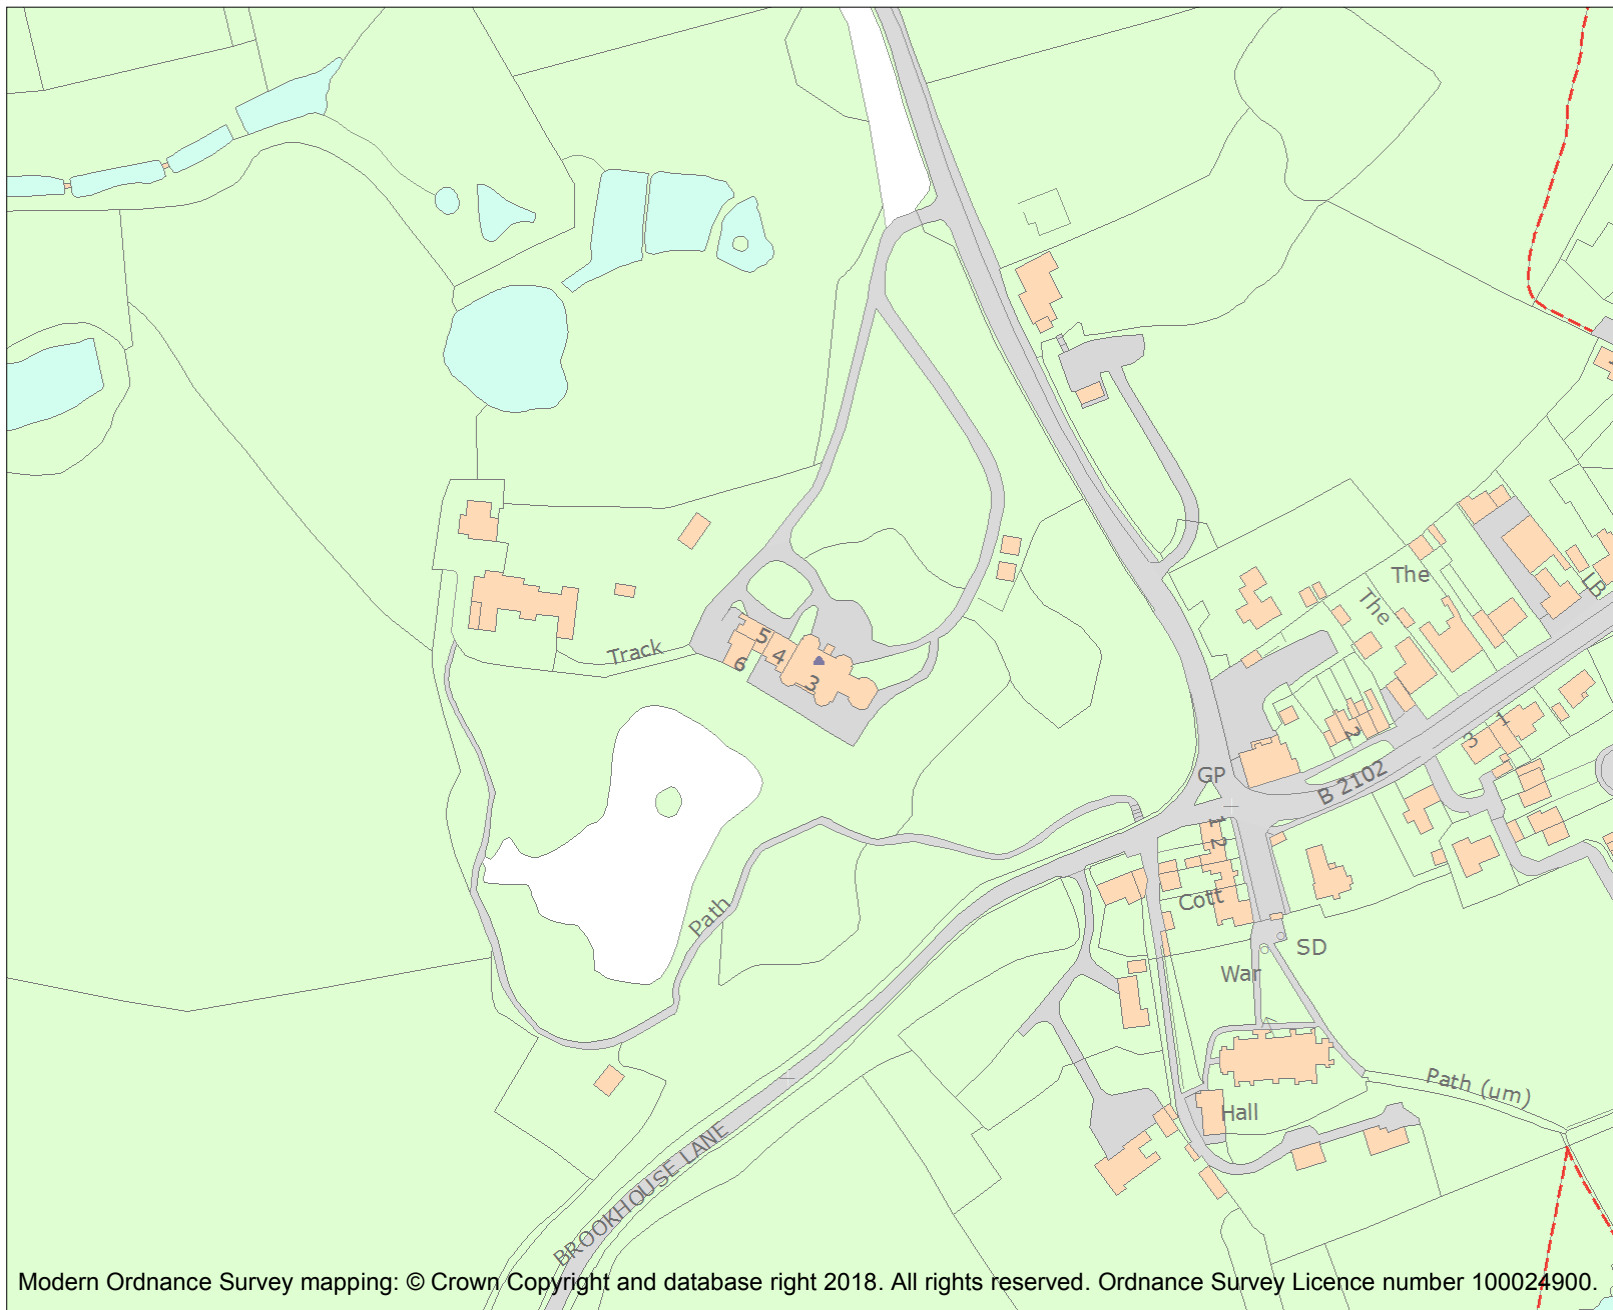 The
The
LB
Track
5
4
6
3
2
1
3
GP
B 2102
1
2
Path
Cott
SD
War
Path (um)
Hall
BROOKHOUSE LANE
Modern Ordnance Survey mapping: © Crown Copyright and database right 2018. All rights reserved. Ordnance Survey Licence number 100024900.